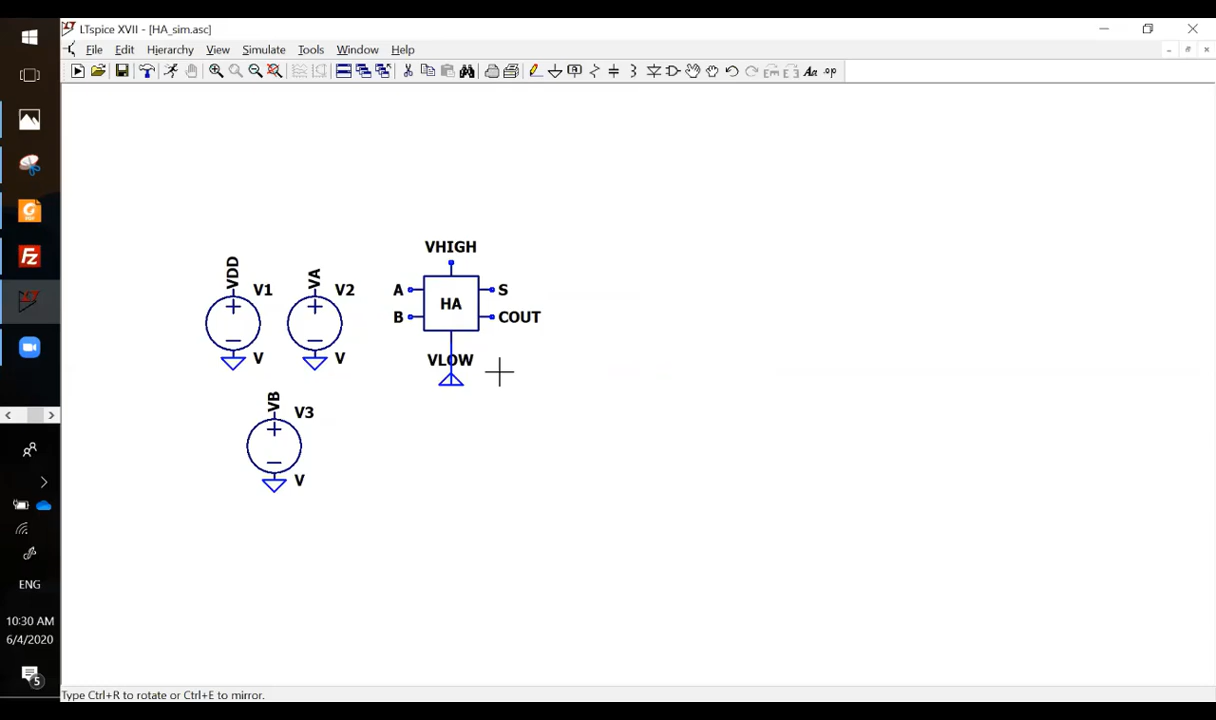 LTspice XVII - [HA_sim.asc]
File Edit Hierarchy View Simulate Tools Window Help
Aa .op
VHIGH
VDD V1 VA V2 A HA S
B COUT
V V VLOW
VB V3
V
ENG
10:30 AM
6/4/2020
5
Type Ctrl+R to rotate or Ctrl+E to mirror.